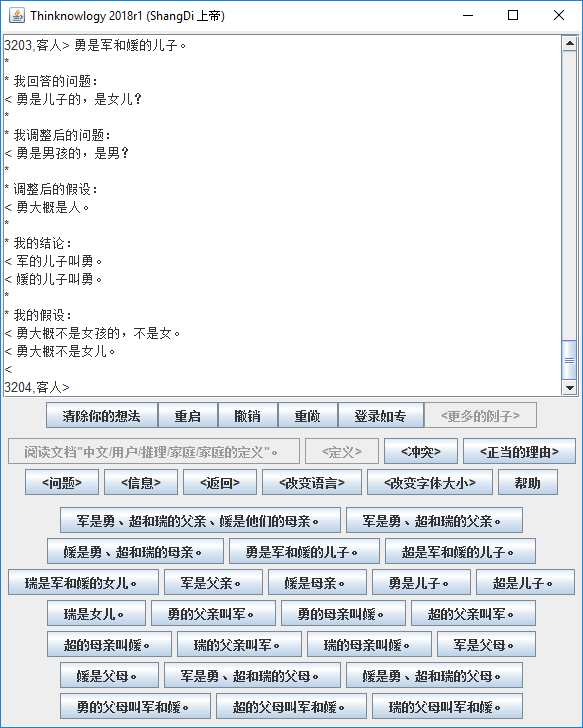 Thinknowlogy 2018r1 (ShangDi 上帝)
3203,客人> 勇是军和媛的儿子。
*
* 我回答的问题：
< 勇是儿子的，是女儿？
*
* 我调整后的问题：
< 勇是男孩的，是男？
*
* 调整后的假设：
< 勇大概是人。
*
* 我的结论：
< 军的儿子叫勇。
< 媛的儿子叫勇。
*
* 我的假设：
< 勇大概不是女孩的，不是女。
< 勇大概不是女儿。
<
3204,客人>
清除你的想法 重启 撤销 重做 登录如专 <更多的例子>
阅读文档"中文/用户/推理/家庭/家庭的定义"。 <定义> <冲突> <正当的理由>
<问题> <信息> <返回> <改变语言> <改变字体大小> 帮助
军是勇、超和瑞的父亲、媛是他们的母亲。 军是勇、超和瑞的父亲。
媛是勇、超和瑞的母亲。 勇是军和媛的儿子。 超是军和媛的儿子。
瑞是军和媛的女儿。 军是父亲。 媛是母亲。 勇是儿子。 超是儿子。
瑞是女儿。 勇的父亲叫军。 勇的母亲叫媛。 超的父亲叫军。
超的母亲叫媛。 瑞的父亲叫军。 瑞的母亲叫媛。 军是父母。
媛是父母。 军是勇、超和瑞的父母。 媛是勇、超和瑞的父母。
勇的父母叫军和媛。 超的父母叫军和媛。 瑞的父母叫军和媛。